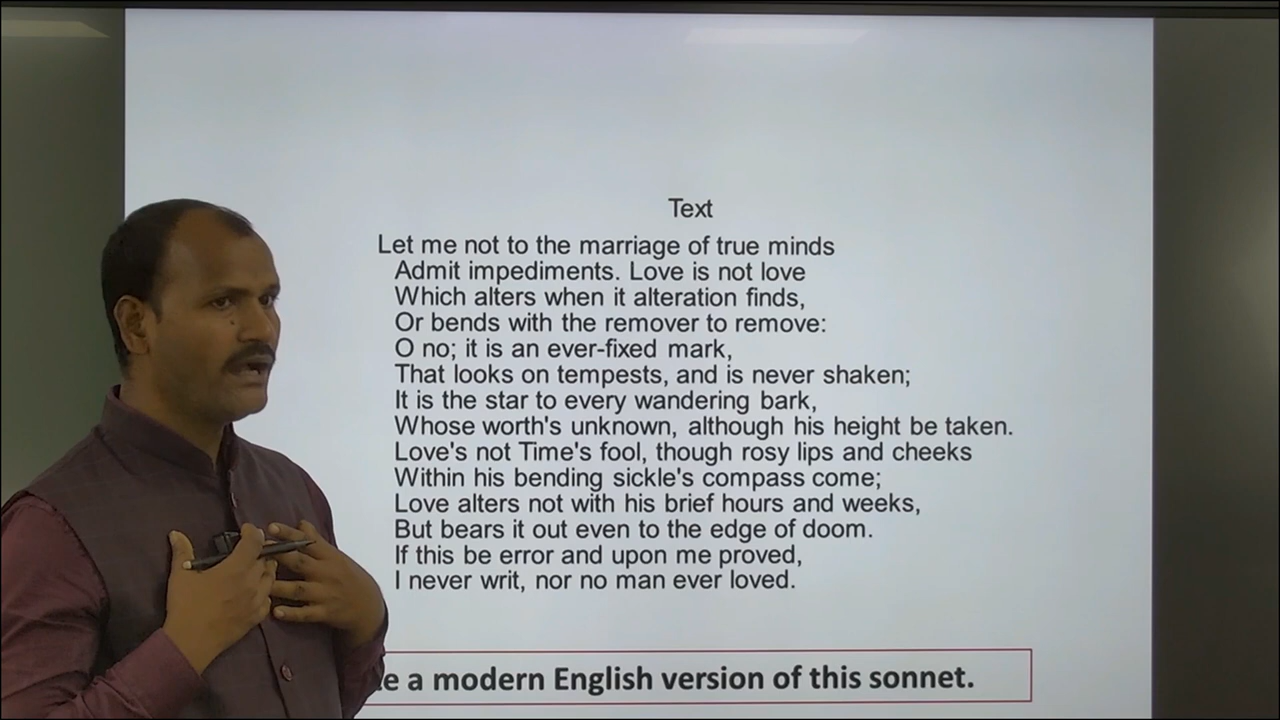 Text
Let me not to the marriage of true minds
Admit impediments. Love is not love
Which alters when it alteration finds,
Or bends with the remover to remove:
O no; it is an ever-fixed mark,
That looks on tempests, and is never shaken;
It is the star to every wandering bark,
Whose worth's unknown, although his height be taken.
Love's not Time's fool, though rosy lips and cheeks
Within his bending sickle's compass come;
Love alters not with his brief hours and weeks,
But bears it out even to the edge of doom.
If this be error and upon me proved,
I never writ, nor no man ever loved.
a modern English version of this sonnet.